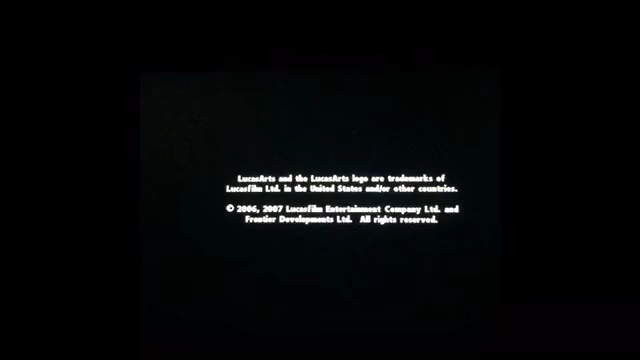 LucasArts and the LucasArts logo are trademarks of
Lucasfilm Ltd. in the United States and/or other countries.
© 2006, 2007 Lucasfilm Entertainment Company Ltd. and
Frontier Developments Ltd. All rights reserved.